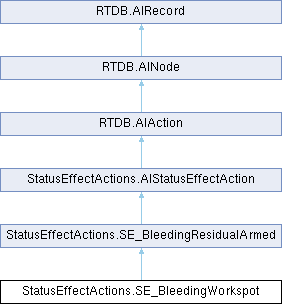 RTDB.AIRecord
RTDB.AINode
RTDB.AIAction
StatusEffectActions.AIStatusEffectAction
StatusEffectActions.SE_BleedingResidualArmed
StatusEffectActions.SE_BleedingWorkspot